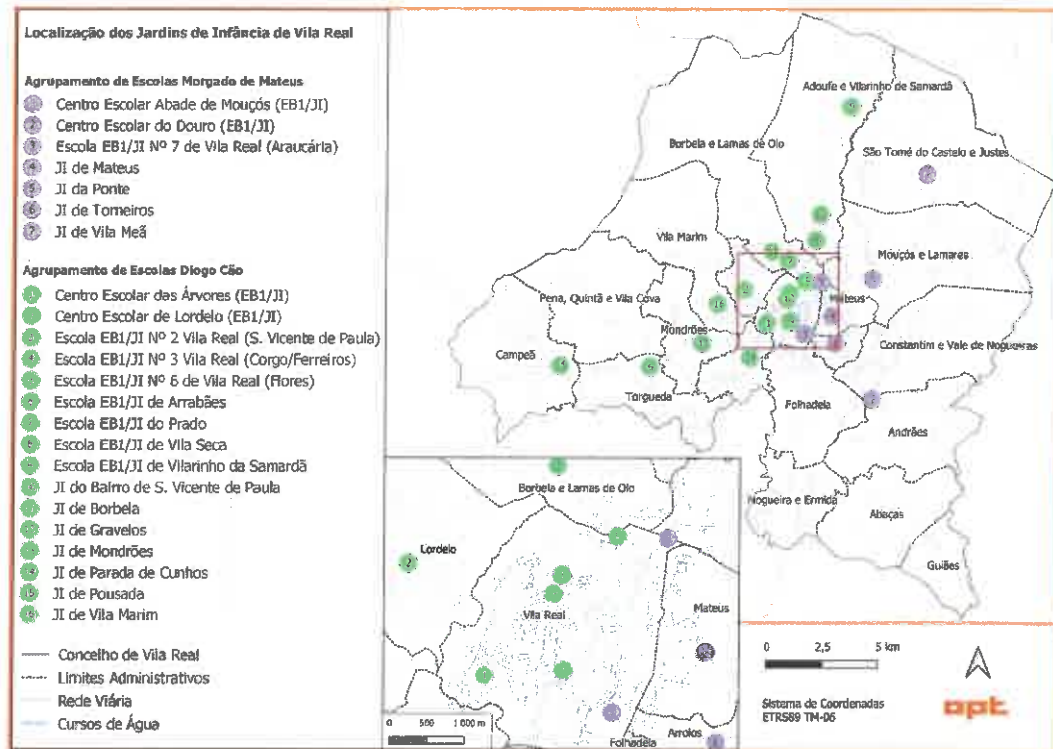 Localização dos Jardins de Infância de Vila Real
Agrupamento de Escolas Morgado de Mateus
Centro Escolar Abade de Mouçós (EB1/JI)
2 Centro Escolar do Douro (EB1/JI)
3 Escola EB1/JI Nº 7 de Vila Real (Araucária)
4 JI de Mateus
5 JI da Ponte
6 JI de Torneiros
7 JI de Vila Meã
Agrupamento de Escolas Diogo Cão
1 Centro Escolar das Árvores (EB1/JI)
Centro Escolar de Lordelo (EB1/JI)
Escola EB1/JI Nº 2 Vila Real (S. Vicente de Paula)
Escola EB1/JI Nº 3 Vila Real (Corgo/Ferreiros)
Escola EB1/JI Nº 6 de Vila Real (Flores)
Escola EB1/JI de Arrabães
Escola EB1/JI do Prado
Escola EB1/JI de Vila Seca
Escola EB1/JI de Vilarinho da Samardã
JI do Bairro de S. Vicente de Paula
JI de Borbela
JI de Gravelos
JI de Mondrões
JI de Parada de Cunhos
JI de Pousada
JI de Vila Marim
Concelho de Vila Real
Limites Administrativos
Rede Viária
Cursos de Água
Adoufe e Vilarinho de Samardã
Borbela e Lamas de Olo
São Tomé do Castelo e Justes
Vila Marim
Mouçós e Lamares
Pena, Quintã e Vila Cova
Mateus
16
Mondrões
Constantim e Vale de Nogueiras
Campeã
Torgueda
Folhadela
Andrães
Nogueira e Ermida
Abaças
Guiães
Borbela e Lamas de Olo
Lordelo
2
Vila Real
Mateus
Folhadela
Arroios
0 500 1 000 m
0 2,5 5 km
Sistema de Coordenadas
ETRS89 TM-06
opt